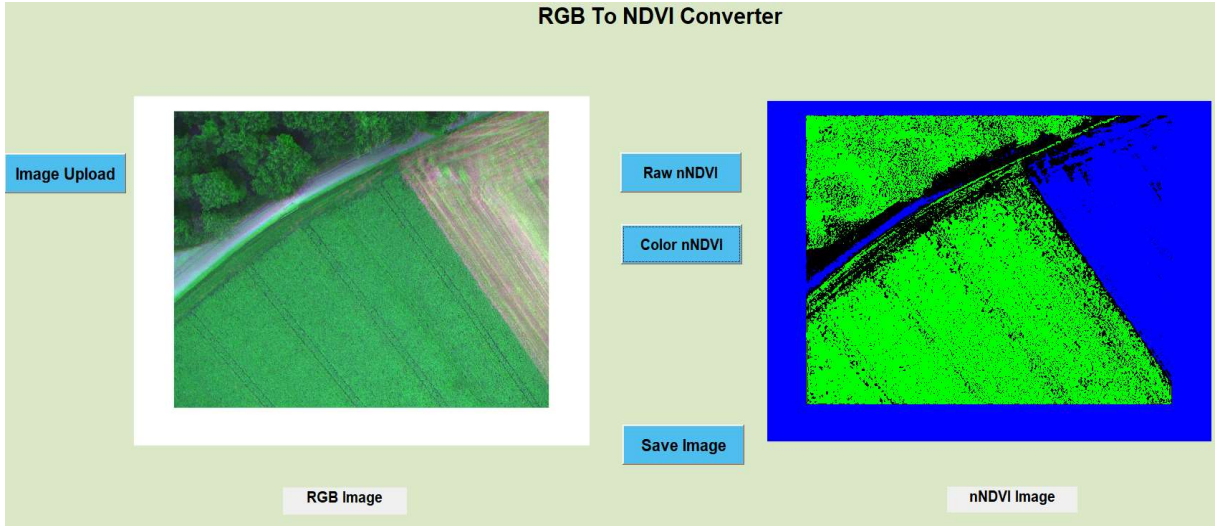 RGB To NDVI Converter
Image Upload
Raw nNDVI
Color nNDVI
Save Image
RGB Image
nNDVI Image